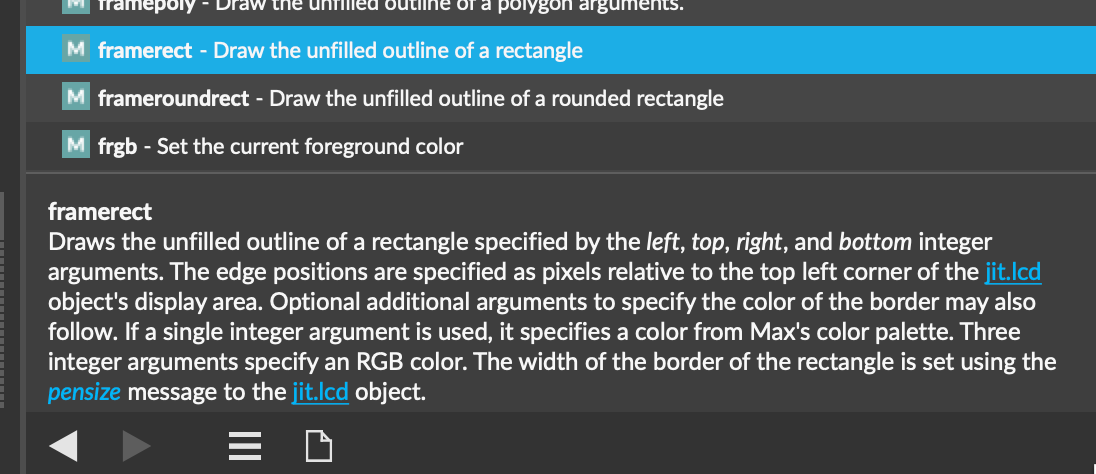 framepoly - Draw the unfilled outline of a polygon arguments.
M framerect - Draw the unfilled outline of a rectangle
M frameroundrect - Draw the unfilled outline of a rounded rectangle
M frgb - Set the current foreground color
framerect
Draws the unfilled outline of a rectangle specified by the left, top, right, and bottom integer
arguments. The edge positions are specified as pixels relative to the top left corner of the jit.lcd
object's display area. Optional additional arguments to specify the color of the border may also
follow. If a single integer argument is used, it specifies a color from Max's color palette. Three
integer arguments specify an RGB color. The width of the border of the rectangle is set using the
pensize message to the jit.lcd object.